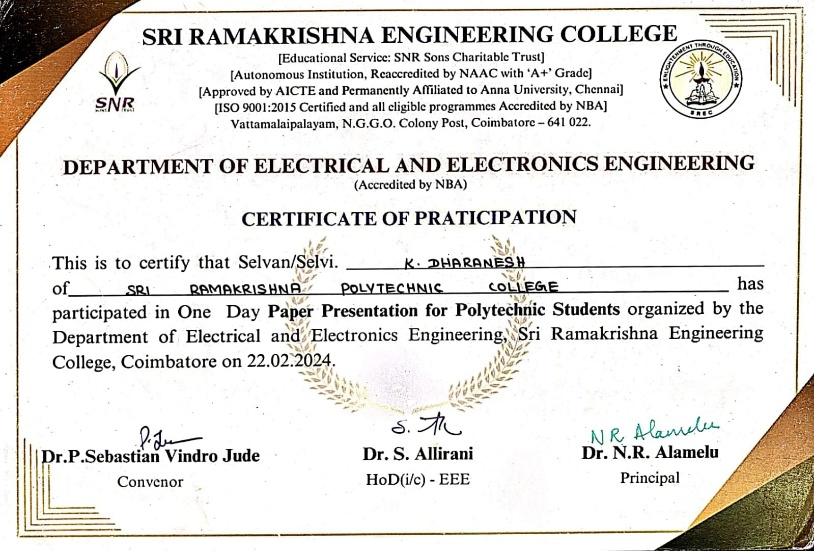 SRI RAMAKRISHNA ENGINEERING COLLEGE
[Educational Service: SNR Sons Charitable Trust]
[Autonomous Institution, Reaccredited by NAAC with 'A+' Grade]
[Approved by AICTE and Permanently Affiliated to Anna University, Chennai]
[ISO 9001:2015 Certified and all eligible programmes Accredited by NBA]
Vattamalaipalayam, N.G.G.O. Colony Post, Coimbatore – 641 022.
SNR
ENLIGHTENMENT THROUGH EDUCATION
SREC
DEPARTMENT OF ELECTRICAL AND ELECTRONICS ENGINEERING
(Accredited by NBA)
CERTIFICATE OF PRATICIPATION
This is to certify that Selvan/Selvi. K. DHARANESH
of SRI RAMAKRISHNA POLYTECHNIC COLLEGE has
participated in One Day Paper Presentation for Polytechnic Students organized by the
Department of Electrical and Electronics Engineering, Sri Ramakrishna Engineering
College, Coimbatore on 22.02.2024.
NR Alamelu
Dr.P.Sebastian Vindro Jude
Convenor
Dr. S. Allirani
HoD(i/c) - EEE
Dr. N.R. Alamelu
Principal